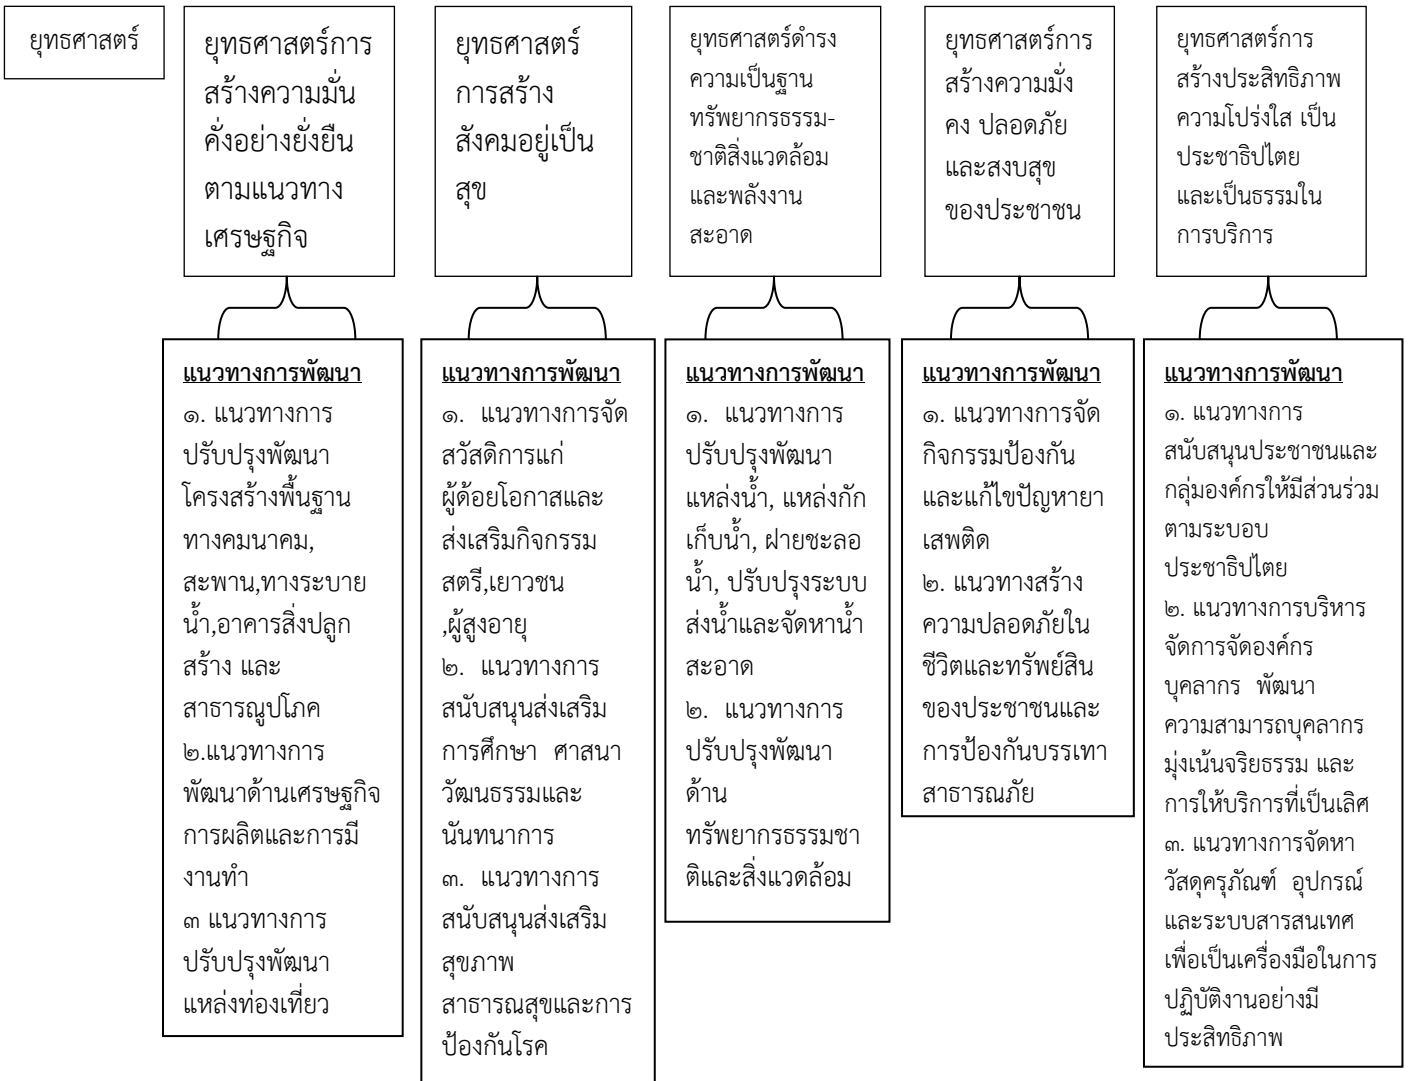 ยุทธศาสตร์
ยุทธศาสตร์การ
สร้างความมั่น
คั่งอย่างยั่งยืน
ตามแนวทาง
เศรษฐกิจ
ยุทธศาสตร์
การสร้าง
สังคมอยู่เป็น
สุข
ยุทธศาสตร์ดำรง
ความเป็นฐาน
ทรัพยากรธรรม-
ชาติสิ่งแวดล้อม
และพลังงาน
สะอาด
ยุทธศาสตร์การ
สร้างความมั่ง
คง ปลอดภัย
และสงบสุข
ของประชาชน
ยุทธศาสตร์การ
สร้างประสิทธิภาพ
ความโปร่งใส เป็น
ประชาธิปไตย
และเป็นธรรมใน
การบริการ
แนวทางการพัฒนา
๑. แนวทางการ
ปรับปรุงพัฒนา
โครงสร้างพื้นฐาน
ทางคมนาคม,
สะพาน,ทางระบาย
น้ำ,อาคารสิ่งปลูก
สร้าง และ
สาธารณูปโภค
๒.แนวทางการ
พัฒนาด้านเศรษฐกิจ
การผลิตและการมี
งานทำ
๓ แนวทางการ
ปรับปรุงพัฒนา
แหล่งท่องเที่ยว
แนวทางการพัฒนา
๑. แนวทางการจัด
สวัสดิการแก่
ผู้ด้อยโอกาสและ
ส่งเสริมกิจกรรม
สตรี,เยาวชน
,ผู้สูงอายุ
๒. แนวทางการ
สนับสนุนส่งเสริม
การศึกษา ศาสนา
วัฒนธรรมและ
นันทนาการ
๓. แนวทางการ
สนับสนุนส่งเสริม
สุขภาพ
สาธารณสุขและการ
ป้องกันโรค
แนวทางการพัฒนา
๑. แนวทางการ
ปรับปรุงพัฒนา
แหล่งน้ำ, แหล่งกัก
เก็บน้ำ, ฝายชะลอ
น้ำ, ปรับปรุงระบบ
ส่งน้ำและจัดหาน้ำ
สะอาด
๒. แนวทางการ
ปรับปรุงพัฒนา
ด้าน
ทรัพยากรธรรมชา
ติและสิ่งแวดล้อม
แนวทางการพัฒนา
๑. แนวทางการจัด
กิจกรรมป้องกัน
และแก้ไขปัญหายา
เสพติด
๒. แนวทางสร้าง
ความปลอดภัยใน
ชีวิตและทรัพย์สิน
ของประชาชนและ
การป้องกันบรรเทา
สาธารณภัย
แนวทางการพัฒนา
๑. แนวทางการ
สนับสนุนประชาชนและ
กลุ่มองค์กรให้มีส่วนร่วม
ตามระบอบ
ประชาธิปไตย
๒. แนวทางการบริหาร
จัดการจัดองค์กร
บุคลากร พัฒนา
ความสามารถบุคลากร
มุ่งเน้นจริยธรรม และ
การให้บริการที่เป็นเลิศ
๓. แนวทางการจัดหา
วัสดุครุภัณฑ์ อุปกรณ์
และระบบสารสนเทศ
เพื่อเป็นเครื่องมือในการ
ปฏิบัติงานอย่างมี
ประสิทธิภาพ